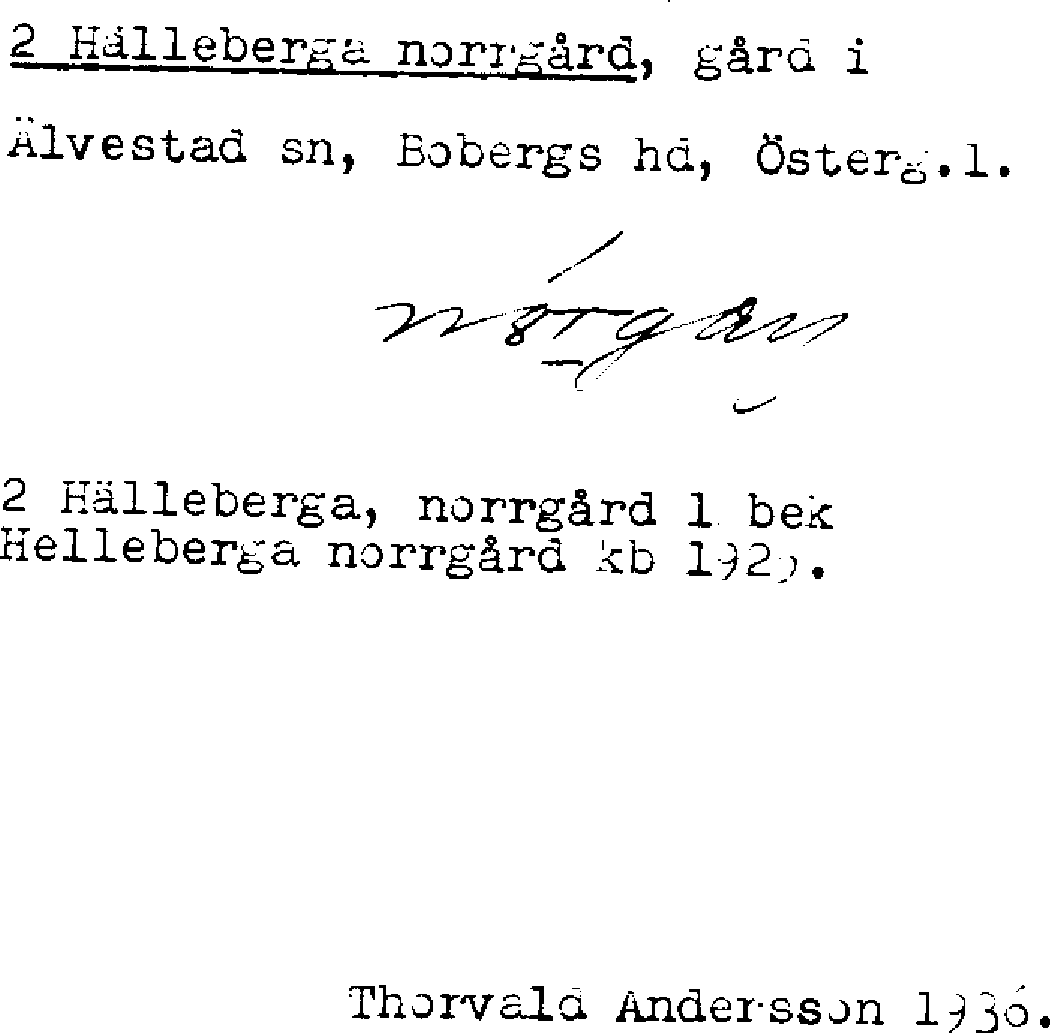 2 Hälleberga norrgård, gård i
Älvestad sn, Bobergs hd, Österg.l.
2 Hälleberga, norrgård 1 bek
Helleberga norrgård kb 1929.
Thorvald Andersson 1936.